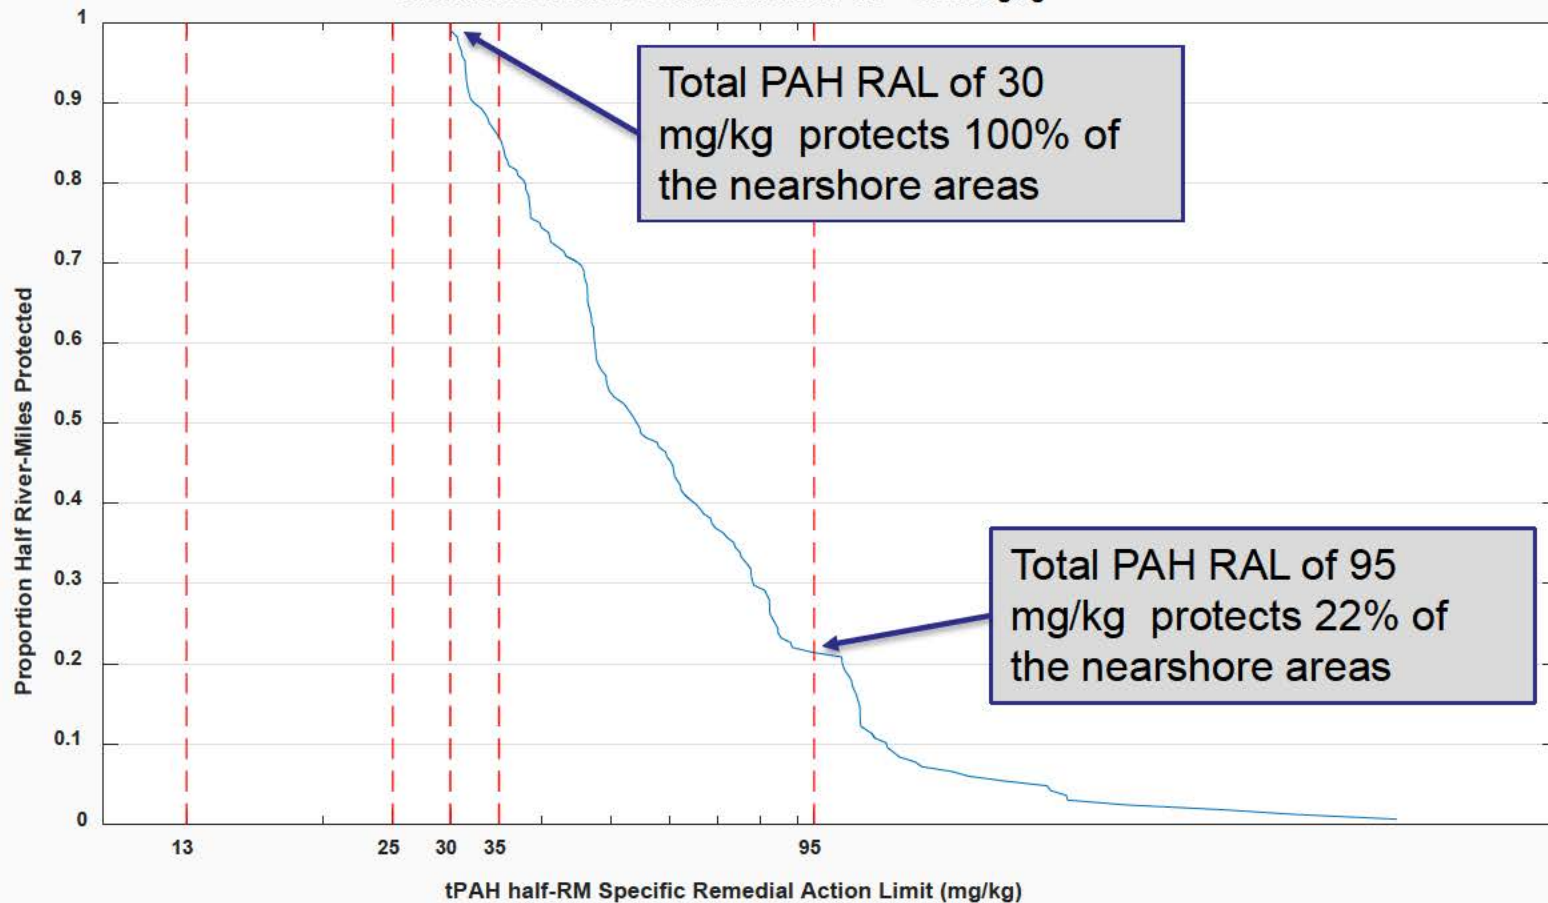 1
Total PAH RAL of 30
mg/kg protects 100% of
the nearshore areas
0.9
0.8
0.7
0.6
0.5
0.4
0.3
0.2
0.1
0
Proportion Half River-Miles Protected
Total PAH RAL of 95
mg/kg protects 22% of
the nearshore areas
13 25 30 35 95
tPAH half-RM Specific Remedial Action Limit (mg/kg)